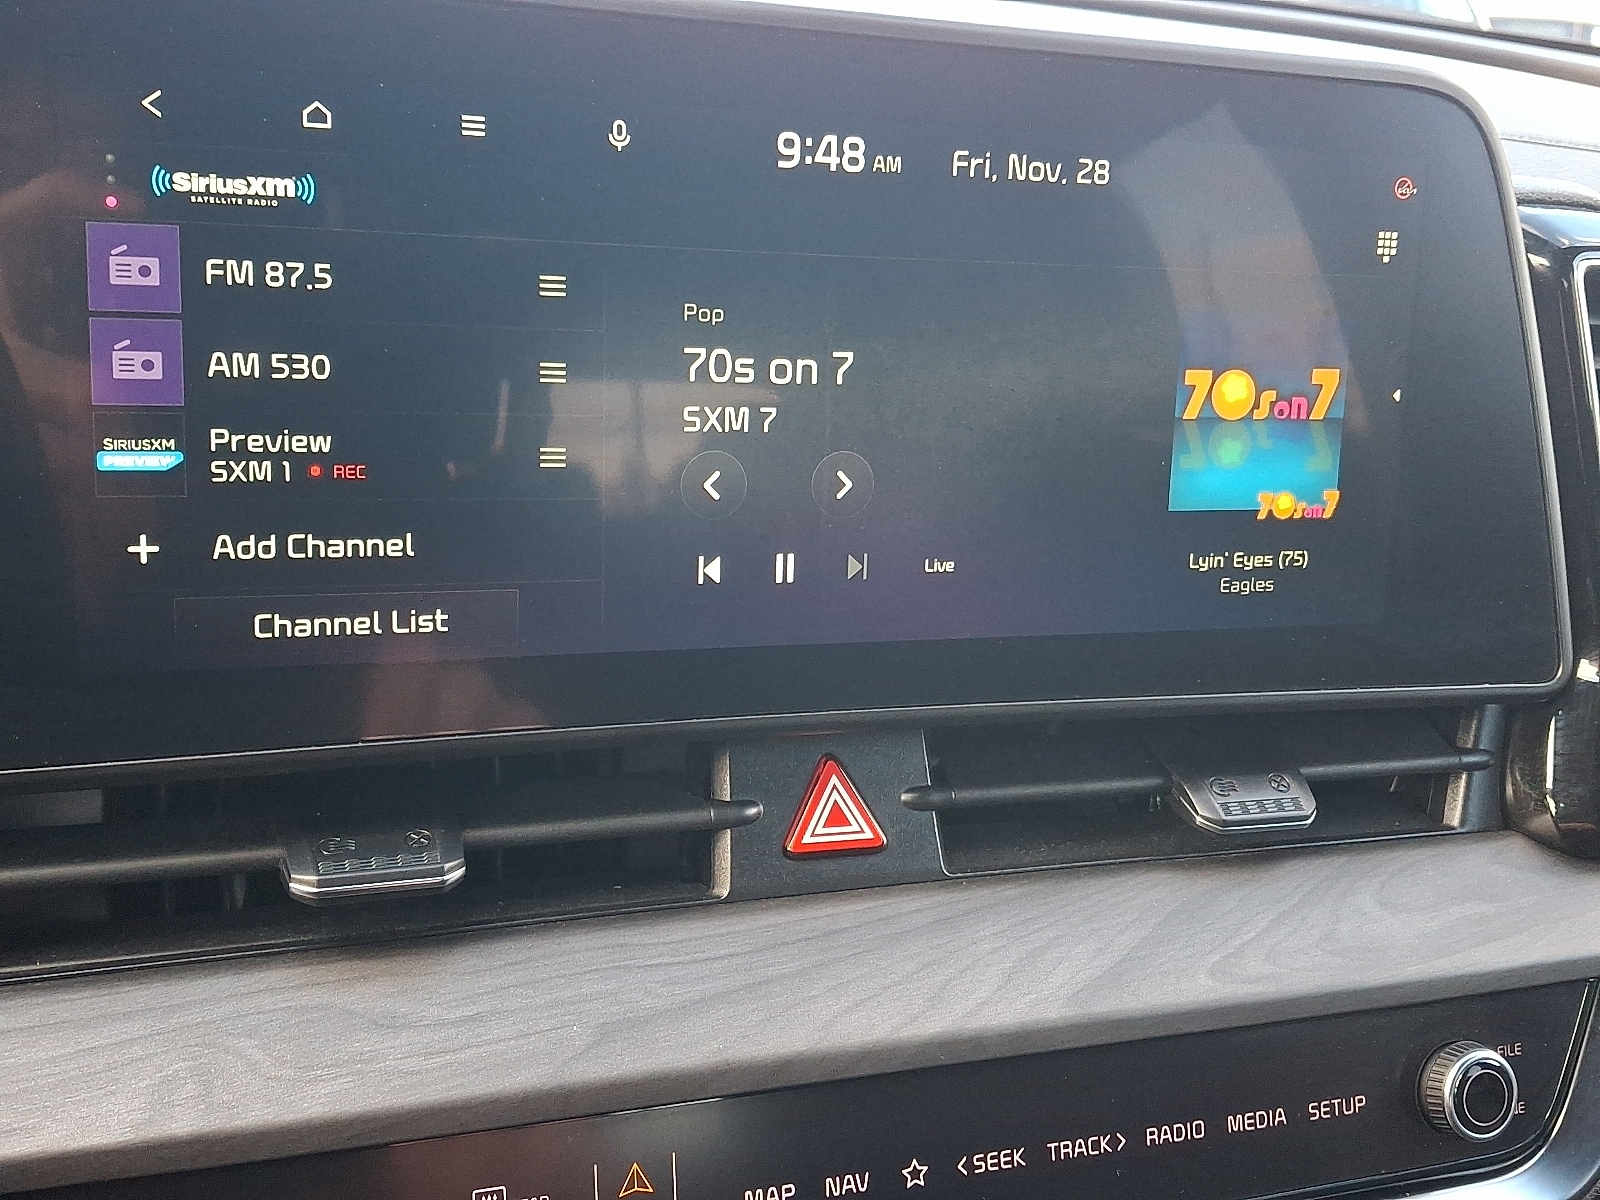 9:48 AM Fri, Nov. 28
SiriusXM
SATELLITE RADIO
FM 87.5
AM 530
SIRIUSXM
PREVIEW
Preview
SXM 1 REC
Add Channel
Channel List
Pop
70s on 7
SXM 7
Live
70s on 7
70s on 7
Lyin' Eyes (75)
Eagles
FILE
MAP NAV <SEEK TRACK> RADIO MEDIA SETUP